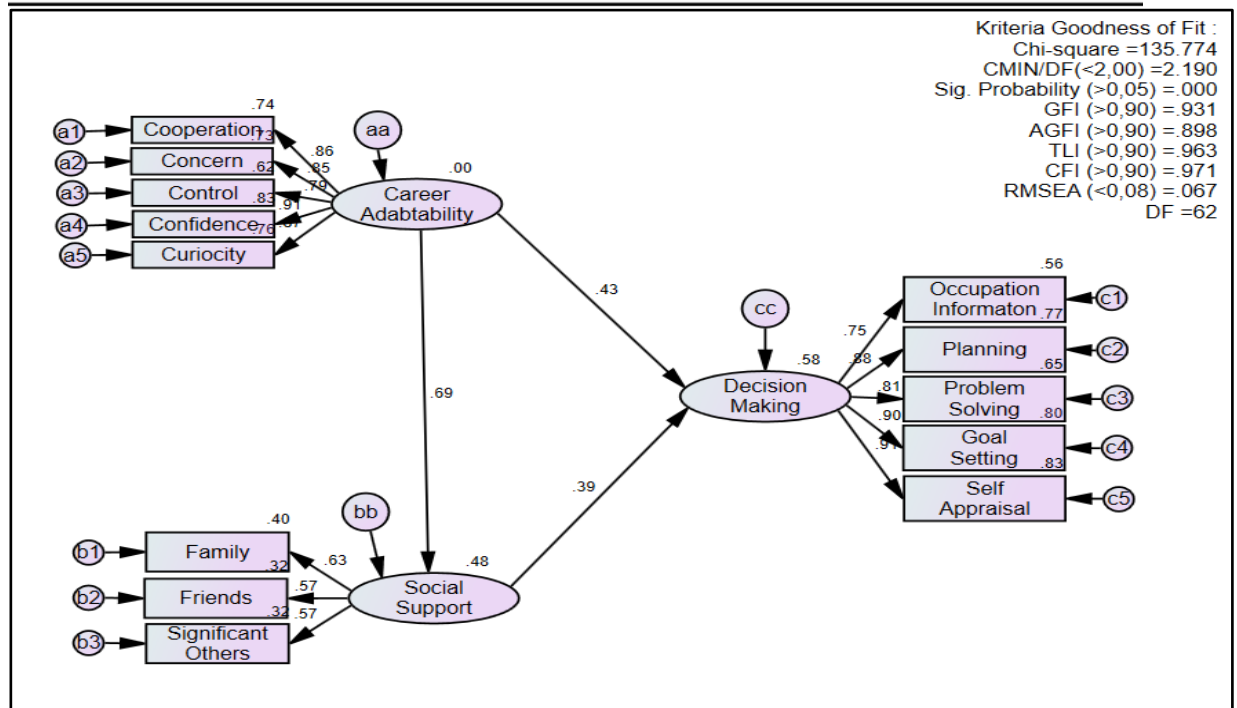 Kriteria Goodness of Fit :
Chi-square =135.774
CMIN/DF(<2,00) =2.190
Sig. Probability (>0,05) =.000
GFI (>0,90) =.931
AGFI (>0,90) =.898
TLI (>0,90) =.963
CFI (>0,90) =.971
RMSEA (<0,08) =.067
DF =62
.74
a1
Cooperation
.73
a2
Concern
.62
a3
Control
.83
a4
Confidence
.76
a5
Curiocity
.86
.85
.79
.91
aa
.00
Career
Adabtability
.43
.69
.39
cc
.58
Decision
Making
.75
.88
.81
.90
.91
.56
Occupation
Informaton
.77
c1
Planning
.65
c2
Problem
Solving
.80
c3
Goal
Setting
.83
c4
Self
Appraisal
c5
bb
.48
Social
Support
.63
.57
.57
.40
b1
Family
.32
b2
Friends
.32
b3
Significant
Others